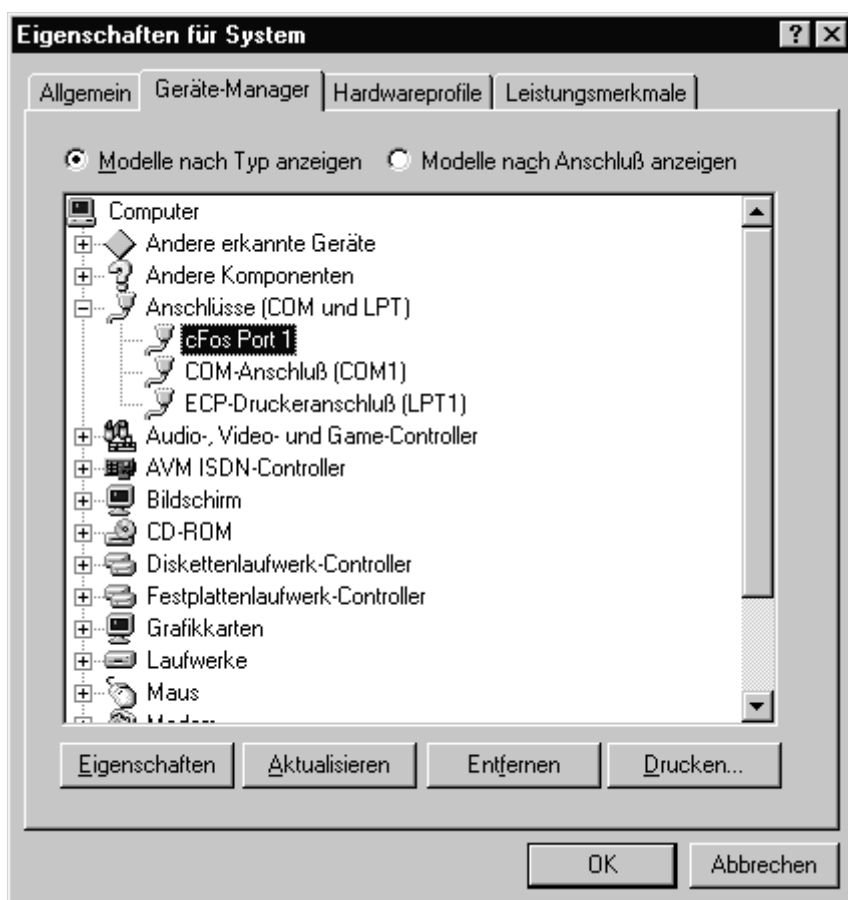 Eigenschaften für System
Allgemein Geräte-Manager Hardwareprofile Leistungsmerkmale
Modelle nach Typ anzeigen Modelle nach Anschluß anzeigen
Computer
Andere erkannte Geräte
Andere Komponenten
Anschlüsse (COM und LPT)
cFos Port 1
COM-Anschluß (COM1)
ECP-Druckeranschluß (LPT1)
Audio-, Video- und Game-Controller
AVM ISDN-Controller
Bildschirm
CD-ROM
Diskettenlaufwerk-Controller
Festplattenlaufwerk-Controller
Grafikkarten
Laufwerke
Maus
Eigenschaften Aktualisieren Entfernen Drucken...
OK Abbrechen